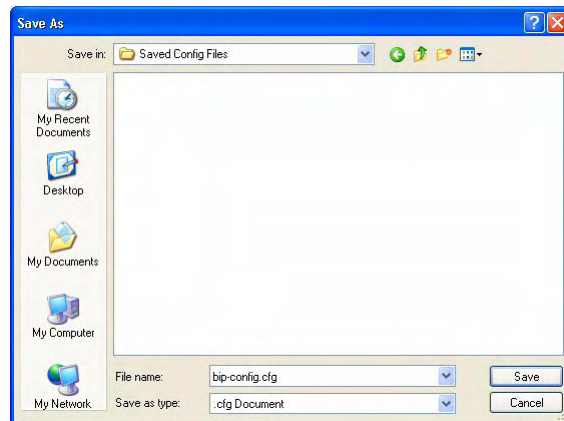 Save As
Save in: Saved Config Files
My Recent
Documents
Desktop
My Documents
My Computer
My Network
File name: bip-config.cfg
Save
Save as type: .cfg Document
Cancel